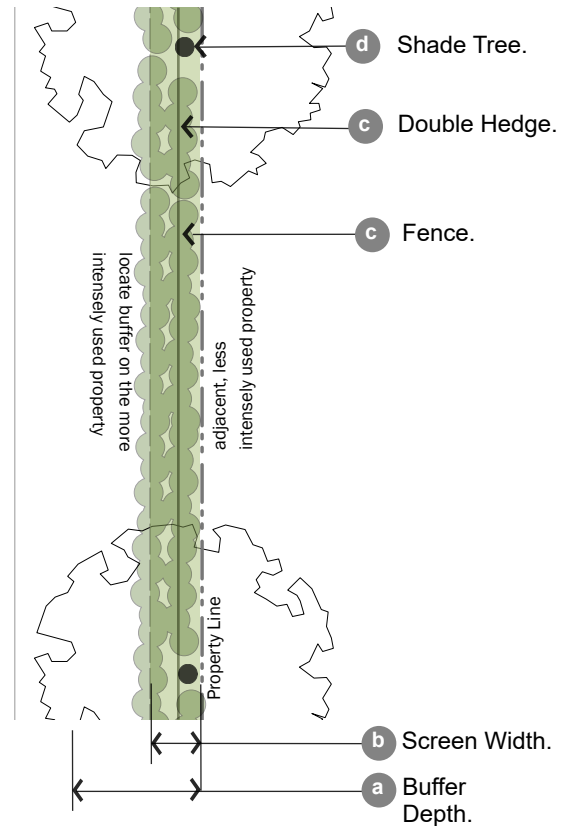 d Shade Tree.
c Double Hedge.
c Fence.
locate buffer on the more
intensely used property
adjacent, less
intensely used property
Property Line
b Screen Width.
a Buffer
Depth.